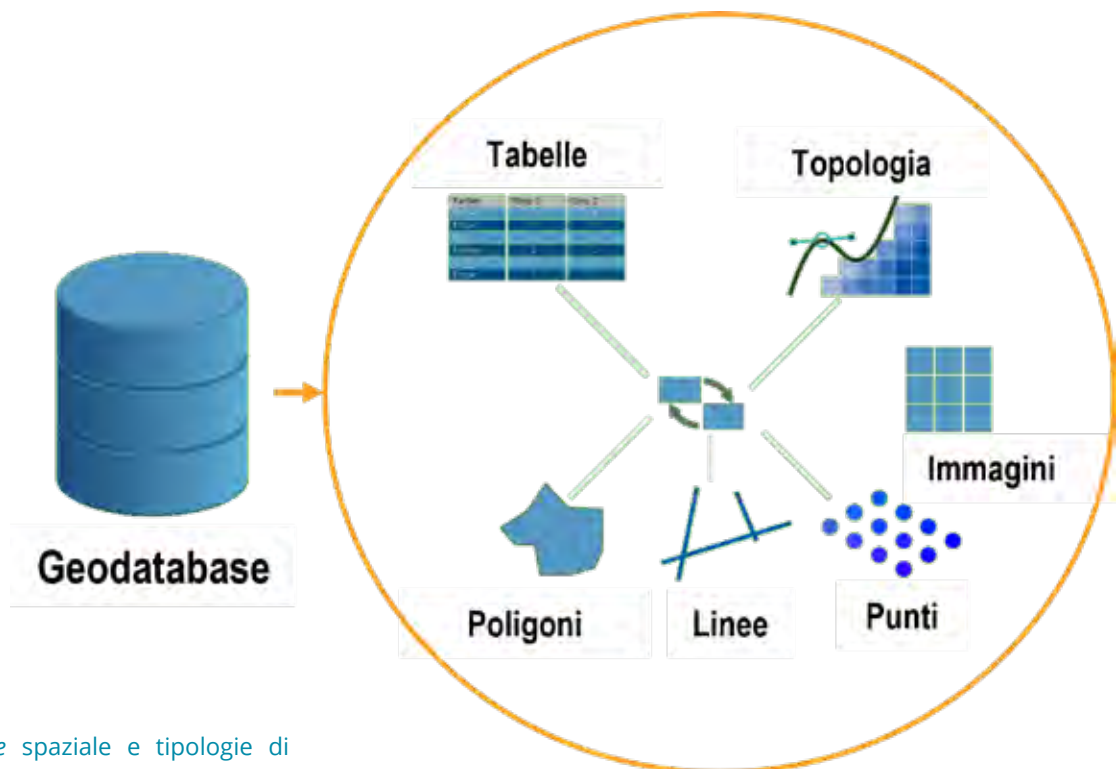 Tabelle
Topologia
Immagini
Geodatabase
Poligoni
Linee
Punti
e spaziale e tipologie di